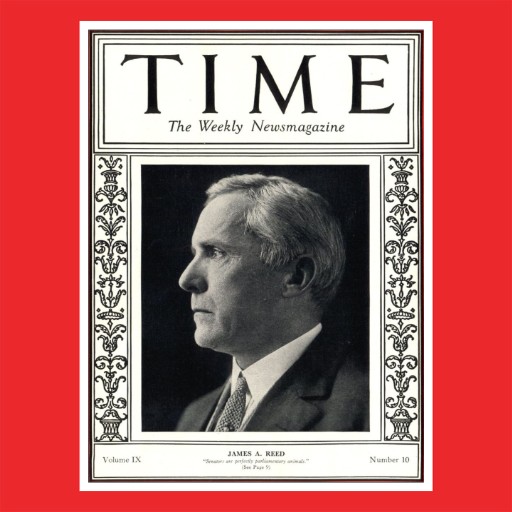 TIME
The Weekly Newsmagazine
JAMES A. REED
Volume IX
"Senators are perfectly parliamentary animals."
Number 10
(See Page 9)